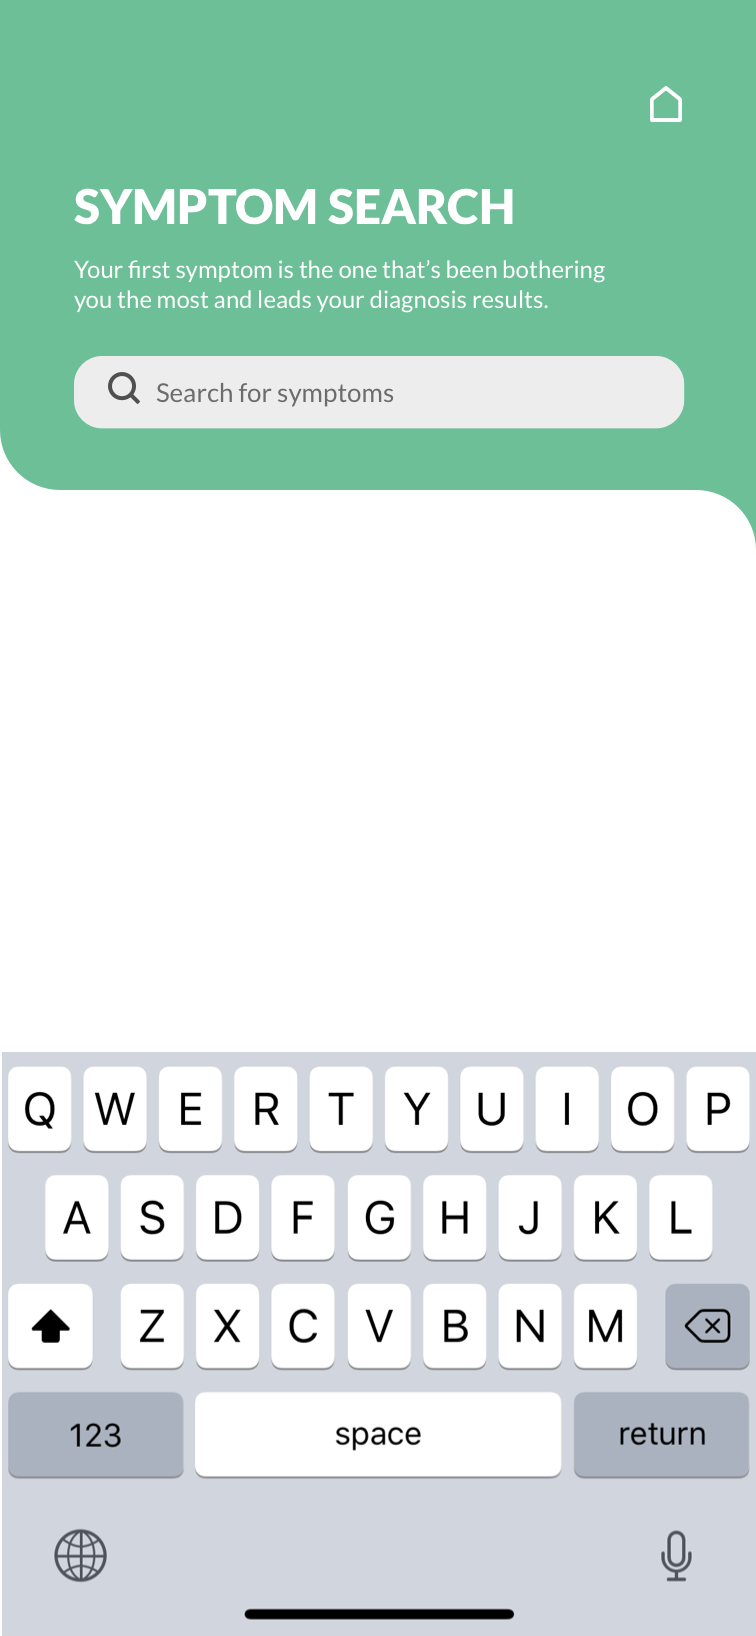 SYMPTOM SEARCH
Your first symptom is the one that’s been bothering
you the most and leads your diagnosis results.
Search for symptoms
Q W E R T Y U I O P
A S D F G H J K L
Z X C V B N M
123 space return